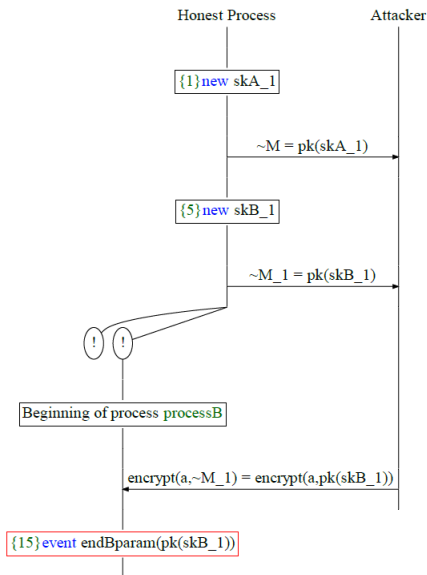 Honest Process
Attacker
{1}new skA_1
~M = pk(skA_1)
{5}new skB_1
~M_1 = pk(skB_1)
! !
Beginning of process processB
encrypt(a,~M_1) = encrypt(a,pk(skB_1))
{15}event endBparam(pk(skB_1))